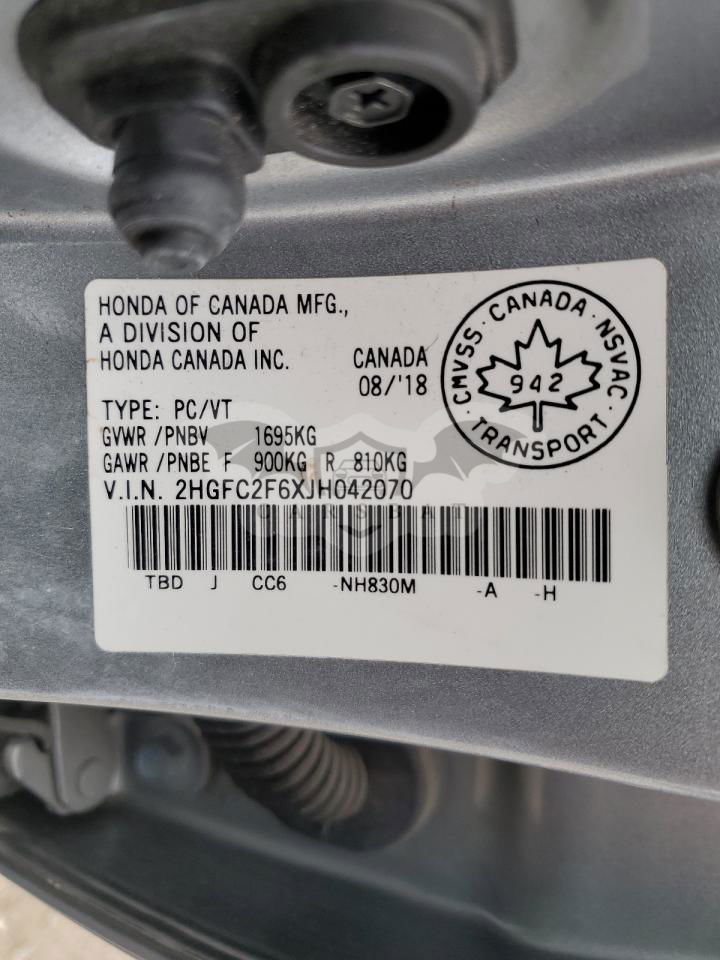 HONDA OF CANADA MFG.,
A DIVISION OF
HONDA CANADA INC.
CANADA
08/'18
CMVSS · CANADA · NSVAC ·
942
TRANSPORT
TYPE: PC/VT
GVWR /PNBV 1695KG
GAWR /PNBE F 900KG R 810KG
V.I.N. 2HGFC2F6XJH042070
CARSBAT
TBD J CC6 -NH830M -A -H